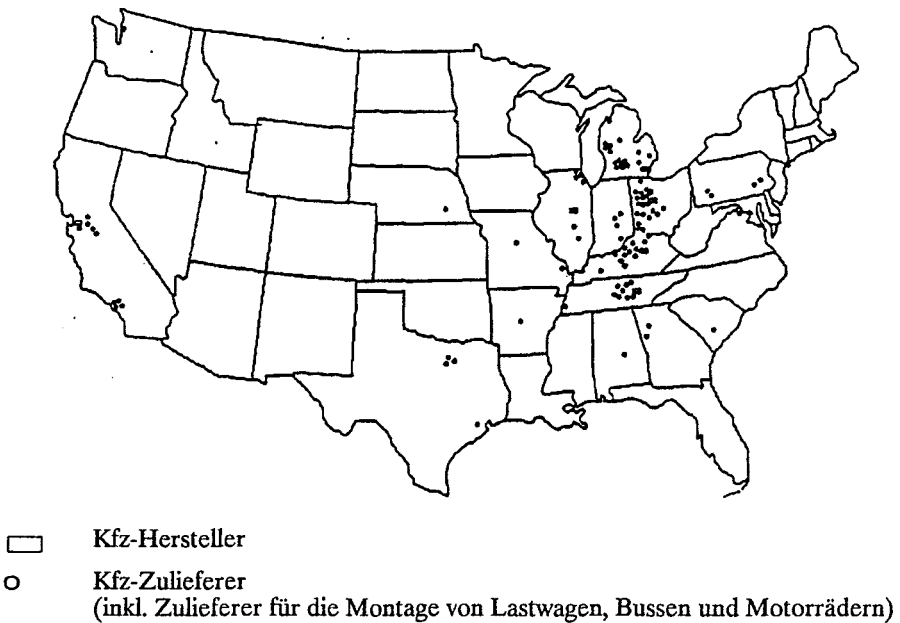 Kfz-Hersteller
Kfz-Zulieferer
(inkl. Zulieferer für die Montage von Lastwagen, Bussen und Motorrädern)